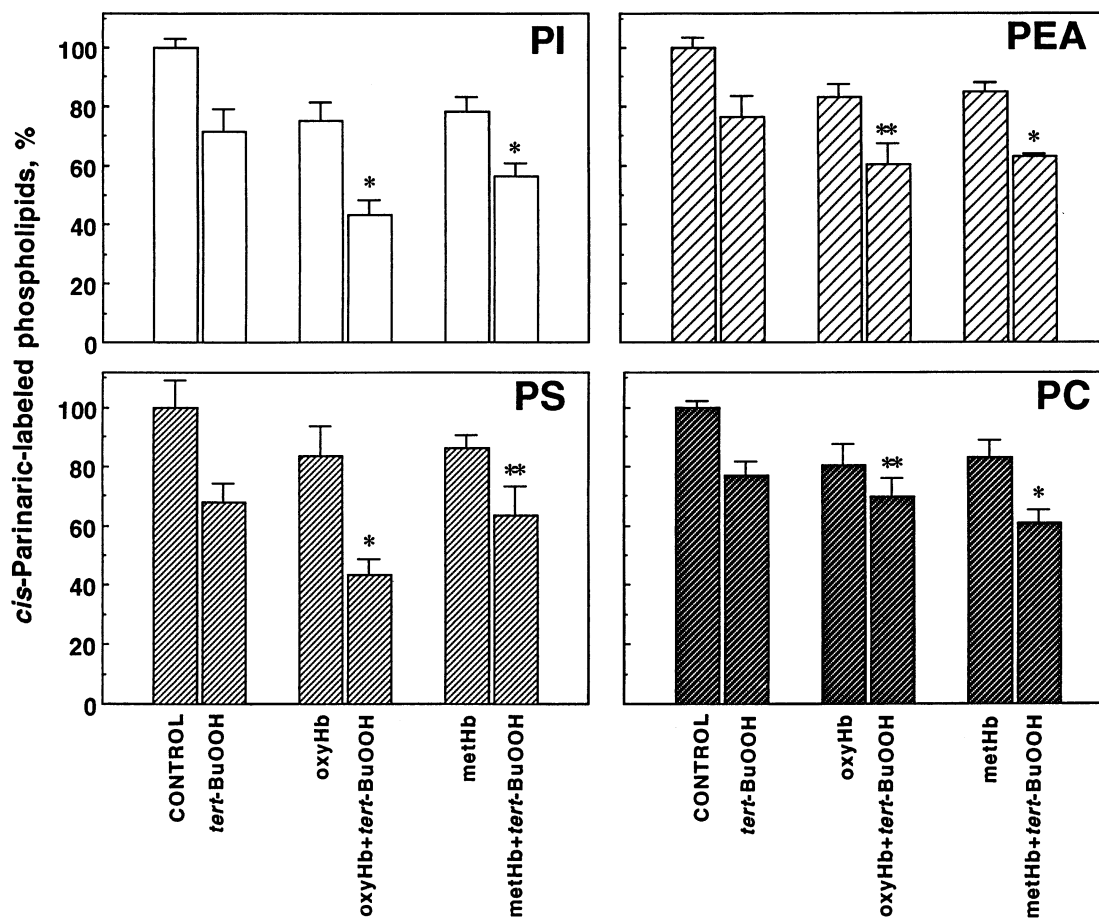 cis-Parinaric-labeled phospholipids, %
PI
100
80
60
40
20
0
*
*
PEA
**
*
PS
100
80
60
40
20
0
*
**
PC
**
*
CONTROL
tert-BuOOH
oxyHb
oxyHb+tert-BuOOH
metHb
metHb+tert-BuOOH
CONTROL
tert-BuOOH
oxyHb
oxyHb+tert-BuOOH
metHb
metHb+tert-BuOOH